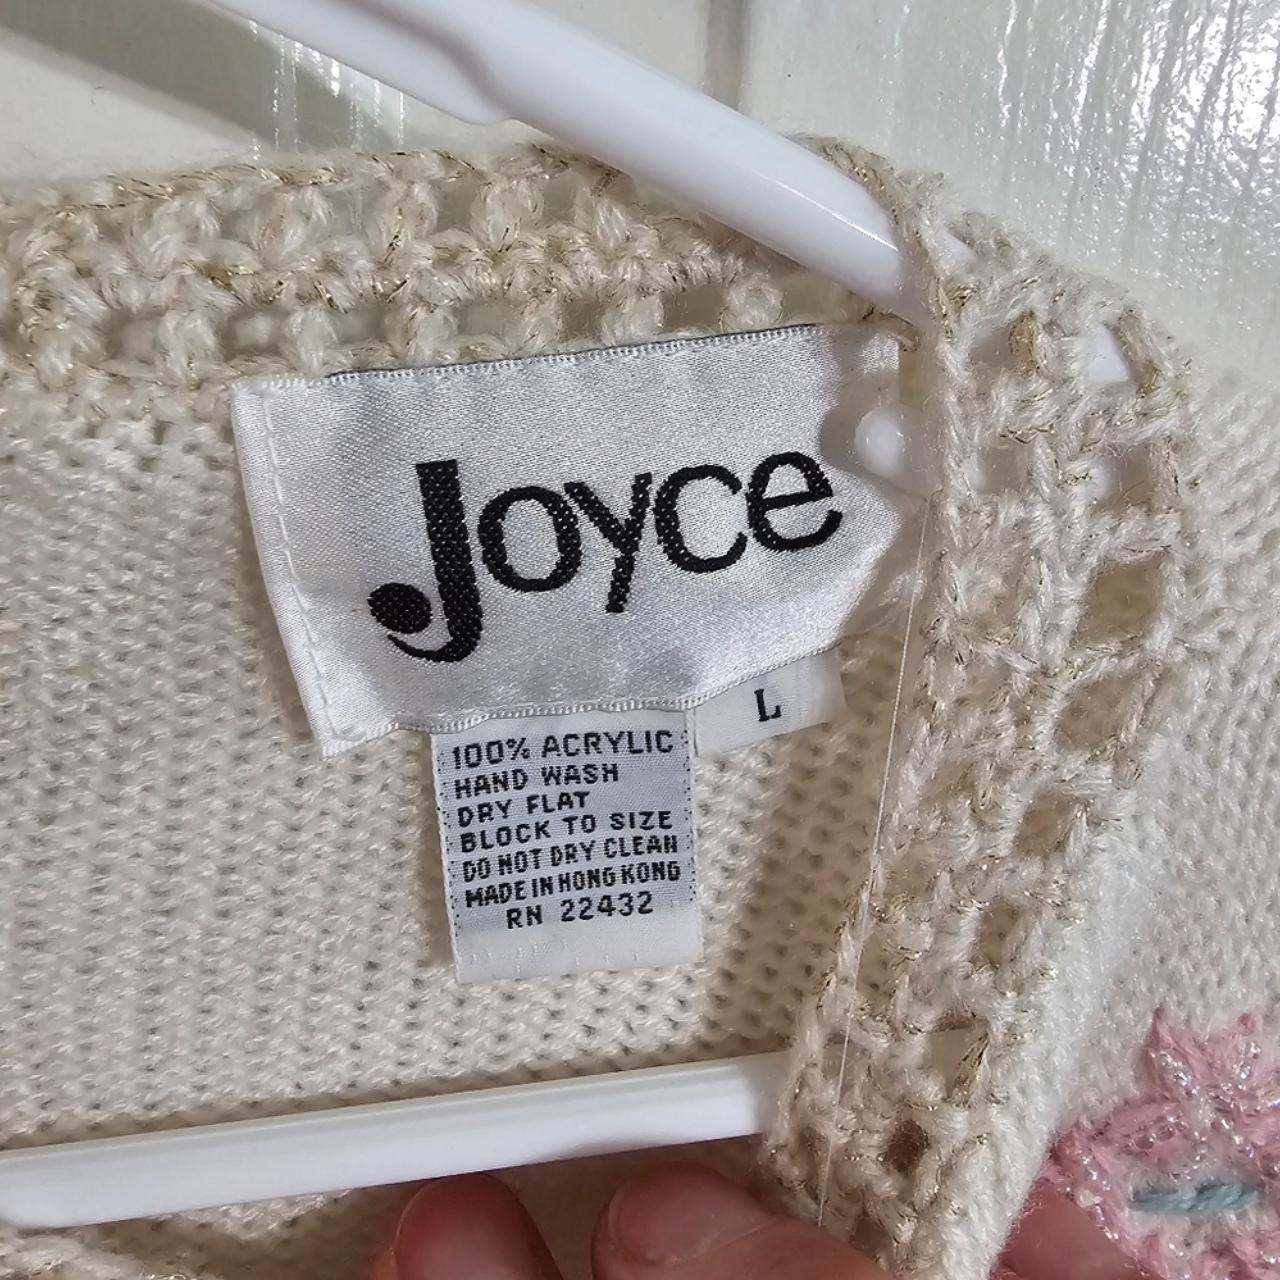 Joyce
L
100% ACRYLIC
HAND WASH
DRY FLAT
BLOCK TO SIZE
DO NOT DRY CLEAN
MADE IN HONG KONG
RN 22432